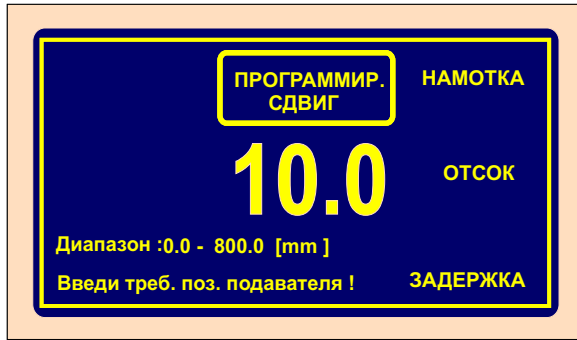 ПРОГРАММИР.
СДВИГ
НАМОТКА
10.0
ОТСОК
Диапазон :0.0 - 800.0 [mm ]
Введи треб. поз. подавателя !
ЗАДЕРЖКА